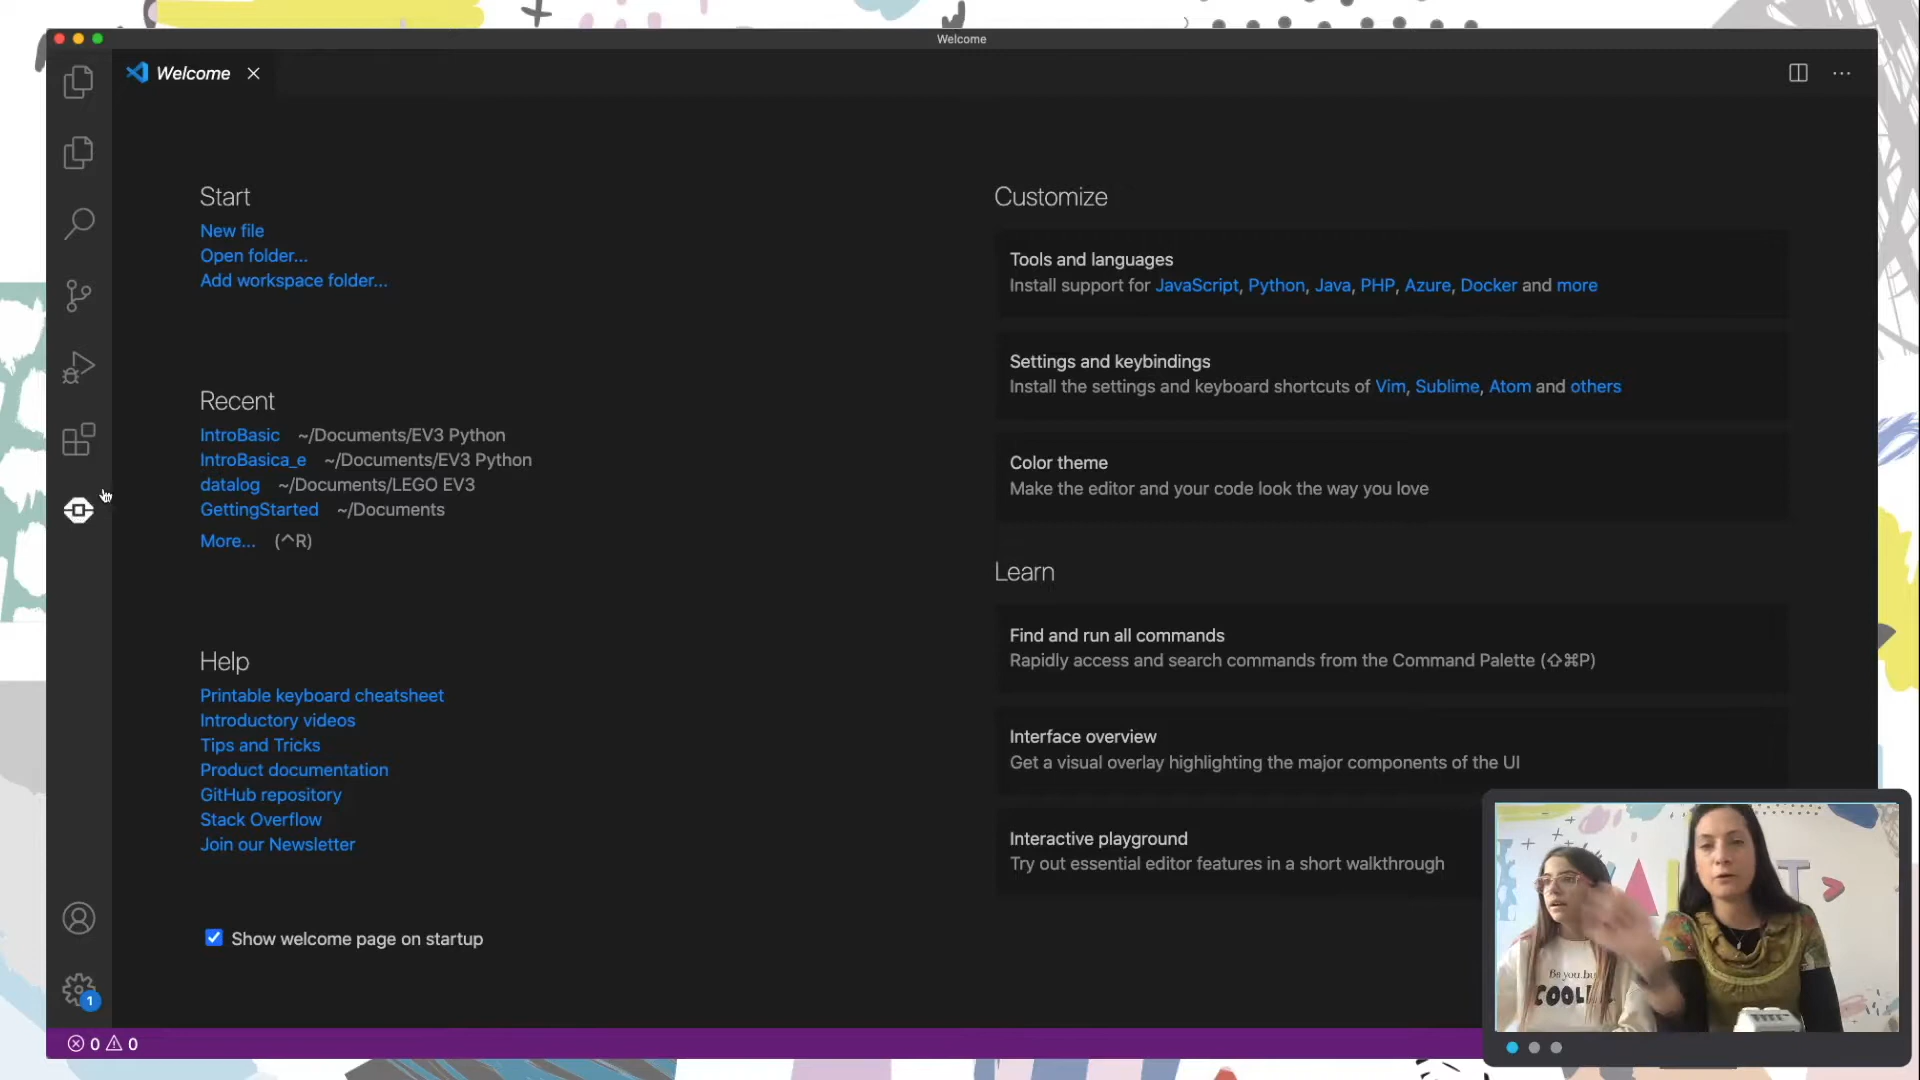 Welcome
Welcome
Start
New file
Open folder...
Add workspace folder...
Recent
IntroBasic ~/Documents/EV3 Python
IntroBasica_e ~/Documents/EV3 Python
datalog ~/Documents/LEGO EV3
GettingStarted ~/Documents
More... (^R)
Help
Printable keyboard cheatsheet
Introductory videos
Tips and Tricks
Product documentation
GitHub repository
Stack Overflow
Join our Newsletter
Show welcome page on startup
Customize
Tools and languages
Install support for JavaScript, Python, Java, PHP, Azure, Docker and more
Settings and keybindings
Install the settings and keyboard shortcuts of Vim, Sublime, Atom and others
Color theme
Make the editor and your code look the way you love
Learn
Find and run all commands
Rapidly access and search commands from the Command Palette (⇧⌘P)
Interface overview
Get a visual overlay highlighting the major components of the UI
Interactive playground
Try out essential editor features in a short walkthrough
1
0 0